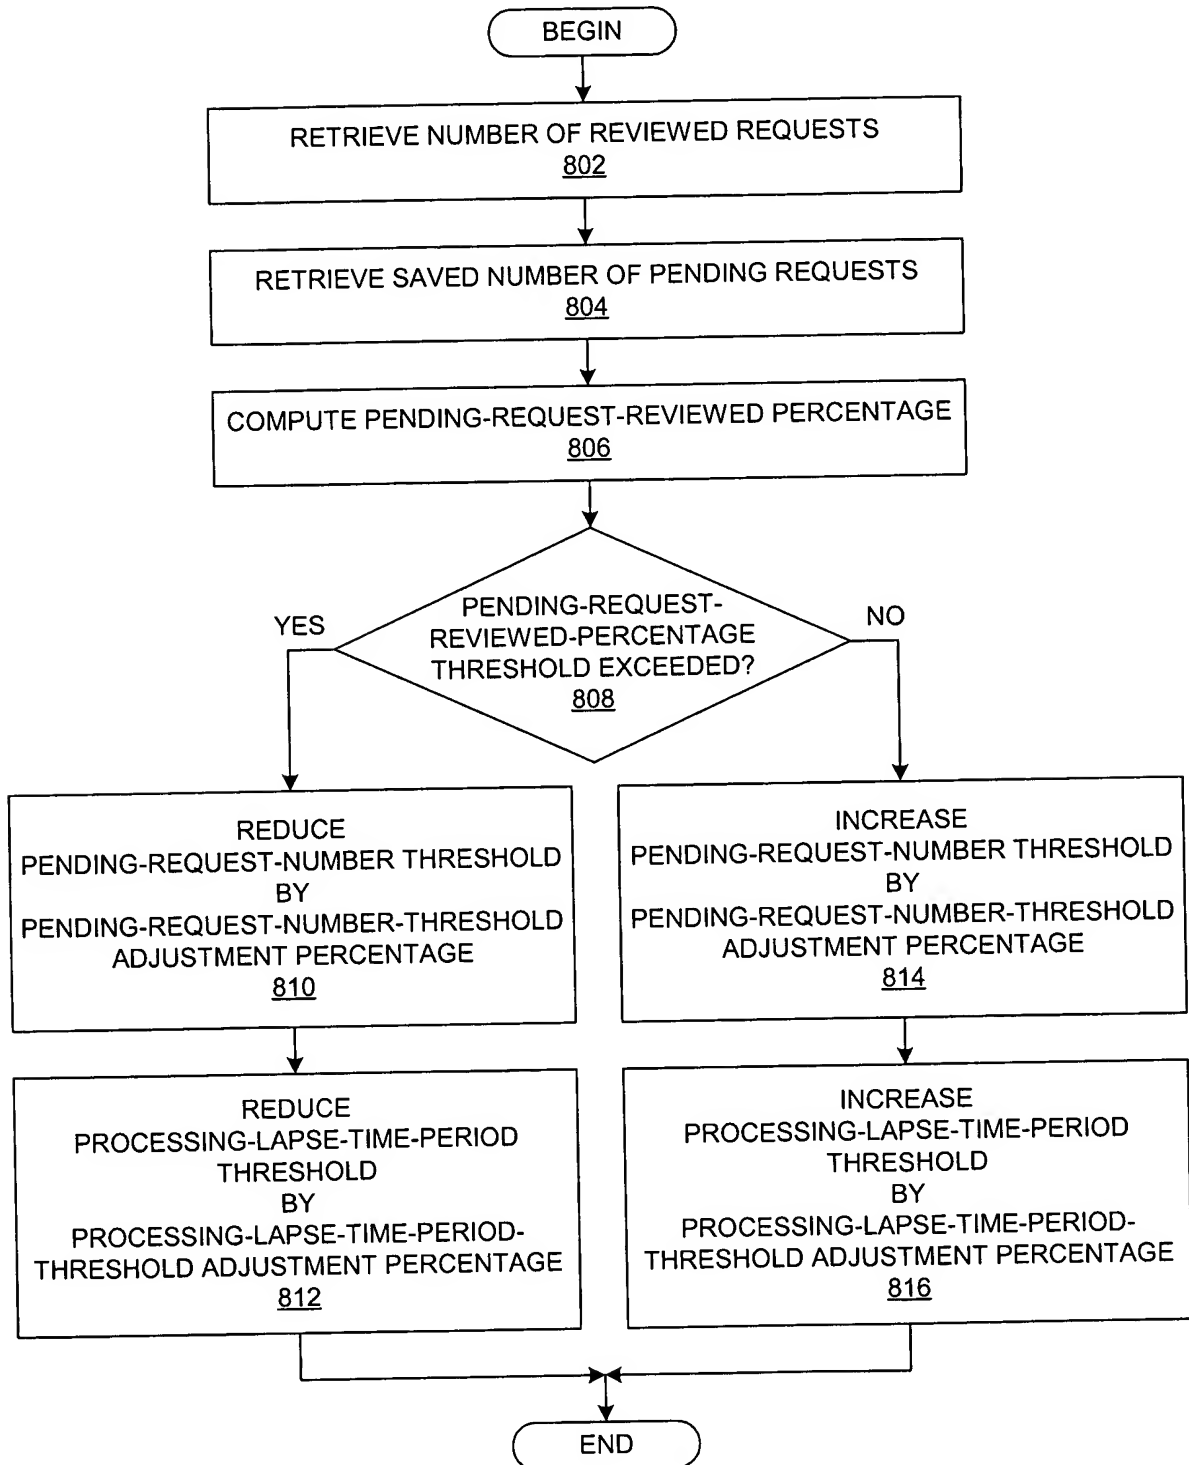 BEGIN
RETRIEVE NUMBER OF REVIEWED REQUESTS
802
RETRIEVE SAVED NUMBER OF PENDING REQUESTS
804
COMPUTE PENDING-REQUEST-REVIEWED PERCENTAGE
806
PENDING-REQUEST-
REVIEWED-PERCENTAGE
THRESHOLD EXCEEDED?
808
YES
NO
REDUCE
PENDING-REQUEST-NUMBER THRESHOLD
BY
PENDING-REQUEST-NUMBER-THRESHOLD
ADJUSTMENT PERCENTAGE
810
INCREASE
PENDING-REQUEST-NUMBER THRESHOLD
BY
PENDING-REQUEST-NUMBER-THRESHOLD
ADJUSTMENT PERCENTAGE
814
REDUCE
PROCESSING-LAPSE-TIME-PERIOD
THRESHOLD
BY
PROCESSING-LAPSE-TIME-PERIOD-
THRESHOLD ADJUSTMENT PERCENTAGE
812
INCREASE
PROCESSING-LAPSE-TIME-PERIOD
THRESHOLD
BY
PROCESSING-LAPSE-TIME-PERIOD-
THRESHOLD ADJUSTMENT PERCENTAGE
816
END